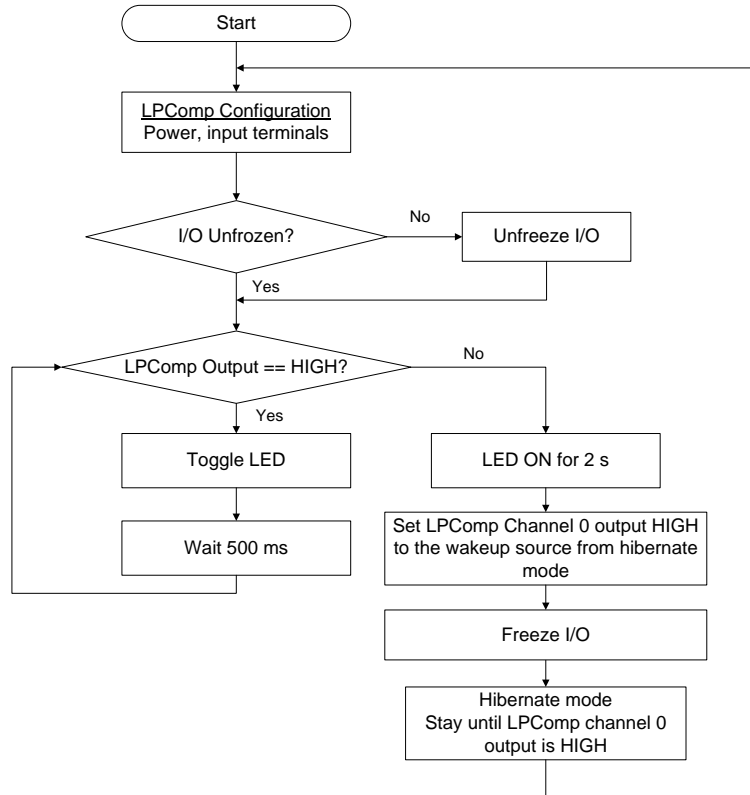 Start
LPComp Configuration
Power, input terminals
I/O Unfrozen?
No
Unfreeze I/O
Yes
LPComp Output == HIGH?
No
Yes
Toggle LED
LED ON for 2 s
Wait 500 ms
Set LPComp Channel 0 output HIGH
to the wakeup source from hibernate
mode
Freeze I/O
Hibernate mode
Stay until LPComp channel 0
output is HIGH